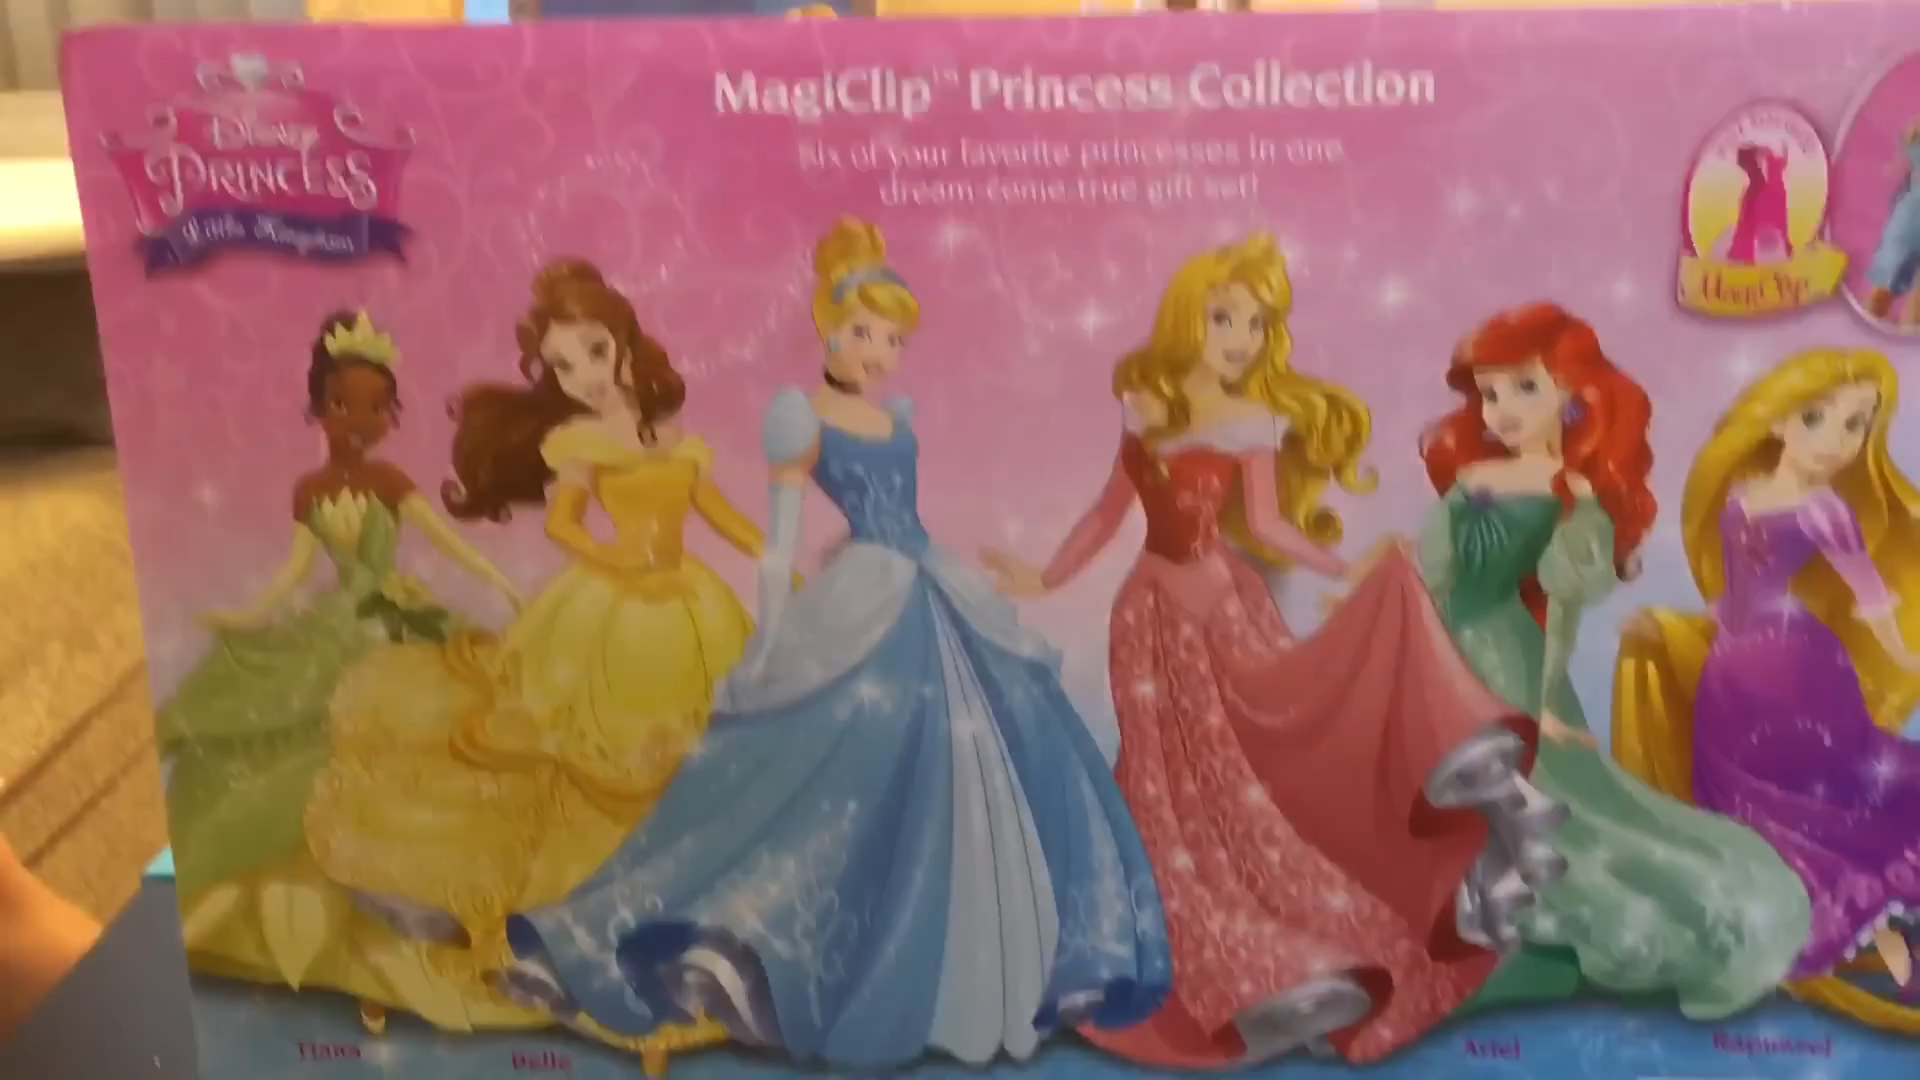 Disney
PRINCESS
Little Kingdom
MagiClip™ Princess Collection
Six of your favorite princesses in one
dream-come-true gift set!
MagiClip
Tiana
Belle
Ariel
Rapunzel